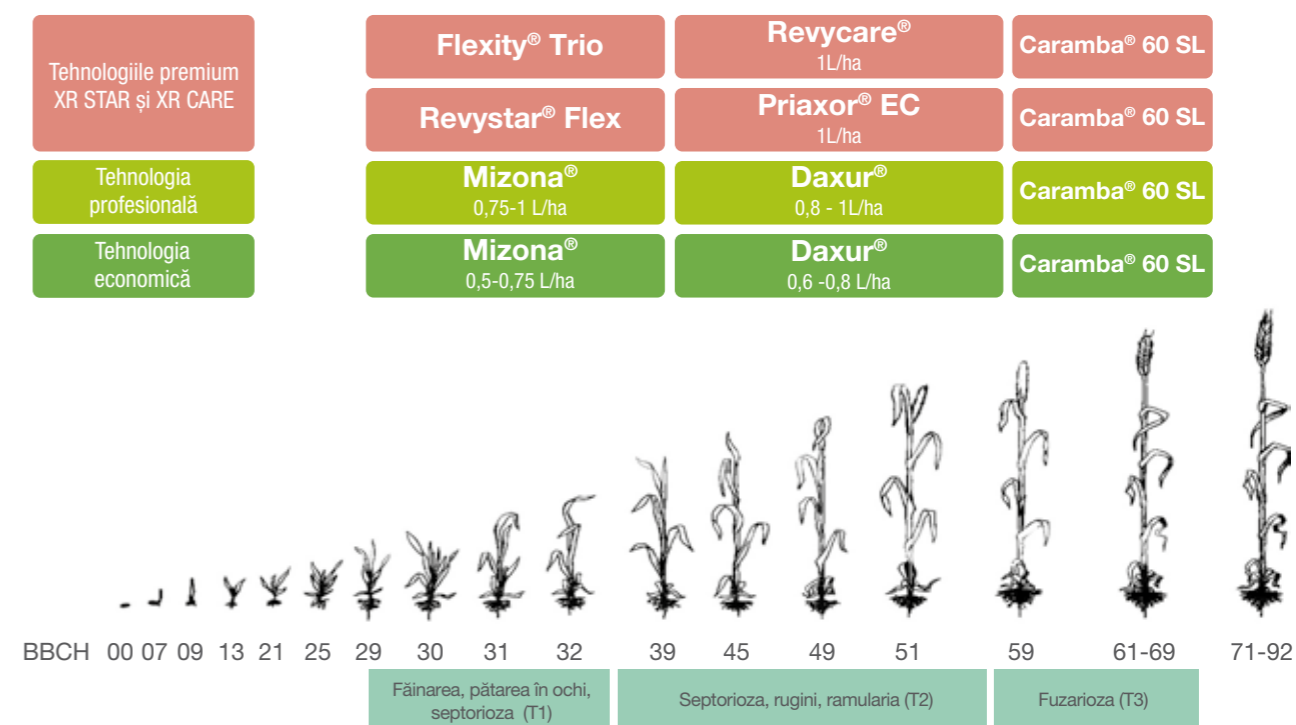 Tehnologiile premium
XR STAR și XR CARE
Flexity® Trio
Revycare®
1L/ha
Caramba® 60 SL
Revystar® Flex
Priaxor® EC
1L/ha
Caramba® 60 SL
Tehnologia
profesională
Mizona®
0,75-1 L/ha
Daxur®
0,8 - 1L/ha
Caramba® 60 SL
Tehnologia
economică
Mizona®
0,5-0,75 L/ha
Daxur®
0,6 -0,8 L/ha
Caramba® 60 SL
BBCH 00 07 09 13 21 25 29 30 31 32 39 45 49 51 59 61-69 71-92
Făinarea, pătarea în ochi,
septorioza (T1)
Septorioza, rugini, ramularia (T2)
Fuzarioza (T3)